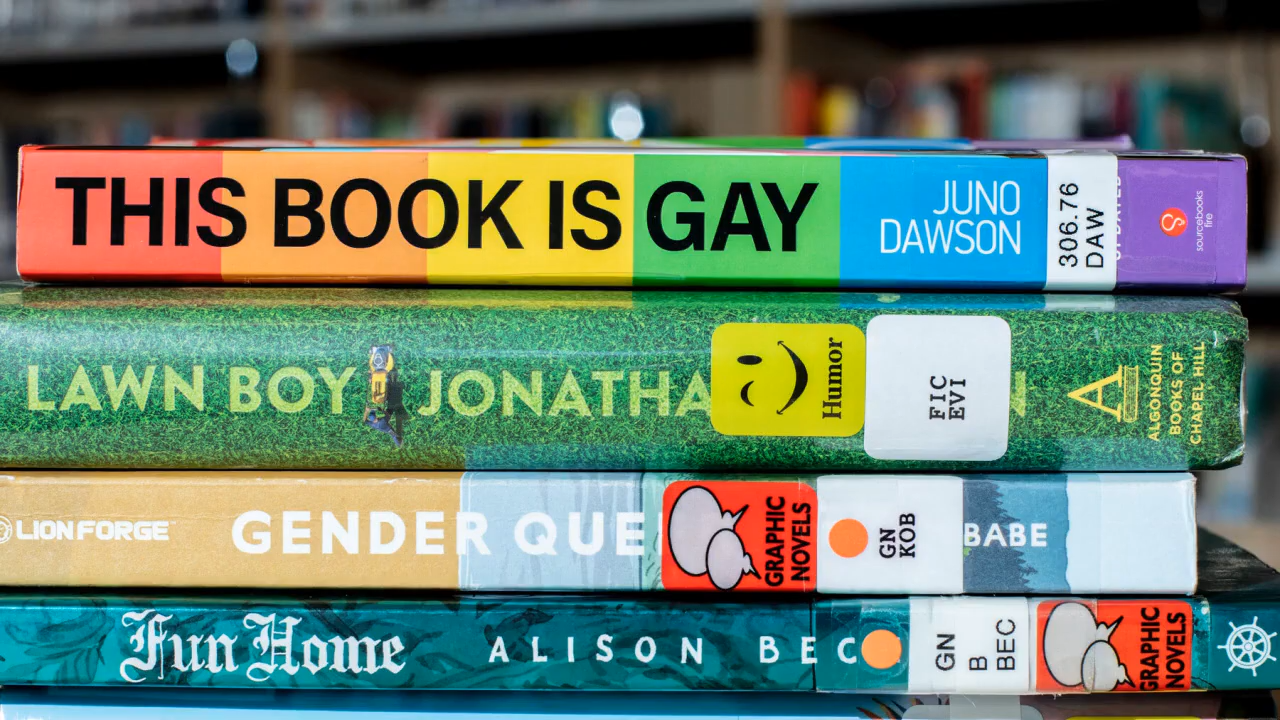 THIS BOOK IS GAY
JUNO
DAWSON
306.76
DAW
sourcebooks
fire
LAWN BOY
JONATHA
Humor
FIC
EVI
N
ALGONQUIN
BOOKS OF
CHAPEL HILL
LION FORGE
GENDER QUE
GRAPHIC
NOVELS
GN
KOB
BABE
Fun Home
ALISON BEC
GN
B
BEC
GRAPHIC
NOVELS